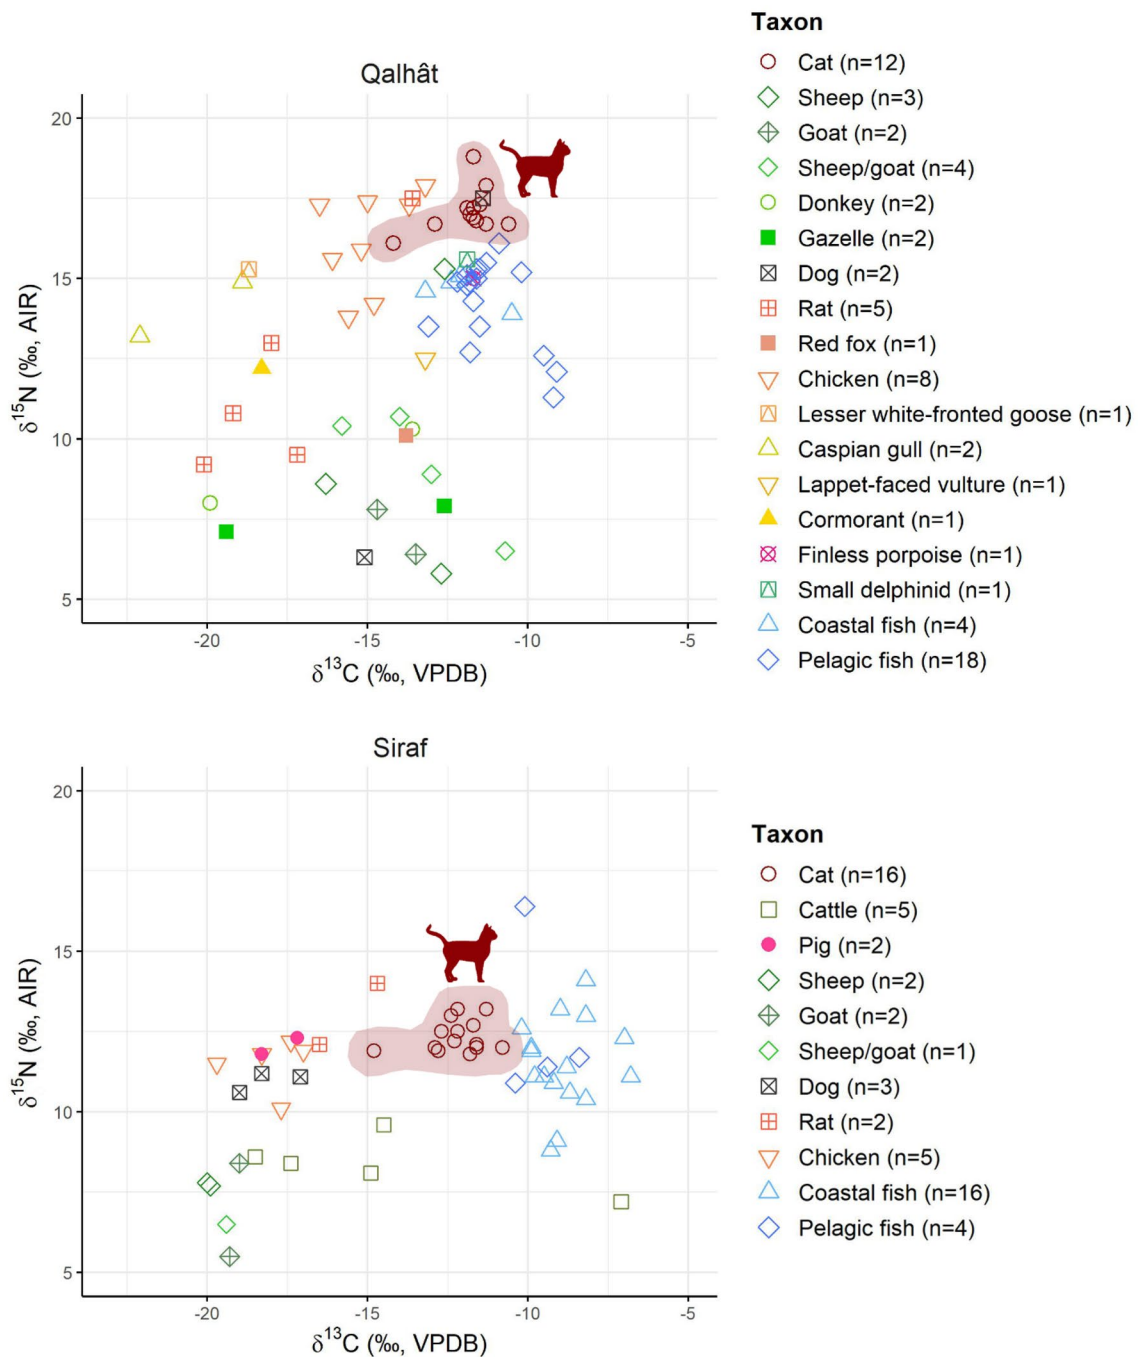 Qalhât
20
15
10
5
δ15N (‰, AIR)
-20
-15
-10
-5
δ13C (‰, VPDB)
Taxon
Cat (n=12)
Sheep (n=3)
Goat (n=2)
Sheep/goat (n=4)
Donkey (n=2)
Gazelle (n=2)
Dog (n=2)
Rat (n=5)
Red fox (n=1)
Chicken (n=8)
Lesser white-fronted goose (n=1)
Caspian gull (n=2)
Lappet-faced vulture (n=1)
Cormorant (n=1)
Finless porpoise (n=1)
Small delphinid (n=1)
Coastal fish (n=4)
Pelagic fish (n=18)
Siraf
20
15
10
5
δ15N (‰, AIR)
-20
-15
-10
-5
δ13C (‰, VPDB)
Taxon
Cat (n=16)
Cattle (n=5)
Pig (n=2)
Sheep (n=2)
Goat (n=2)
Sheep/goat (n=1)
Dog (n=3)
Rat (n=2)
Chicken (n=5)
Coastal fish (n=16)
Pelagic fish (n=4)